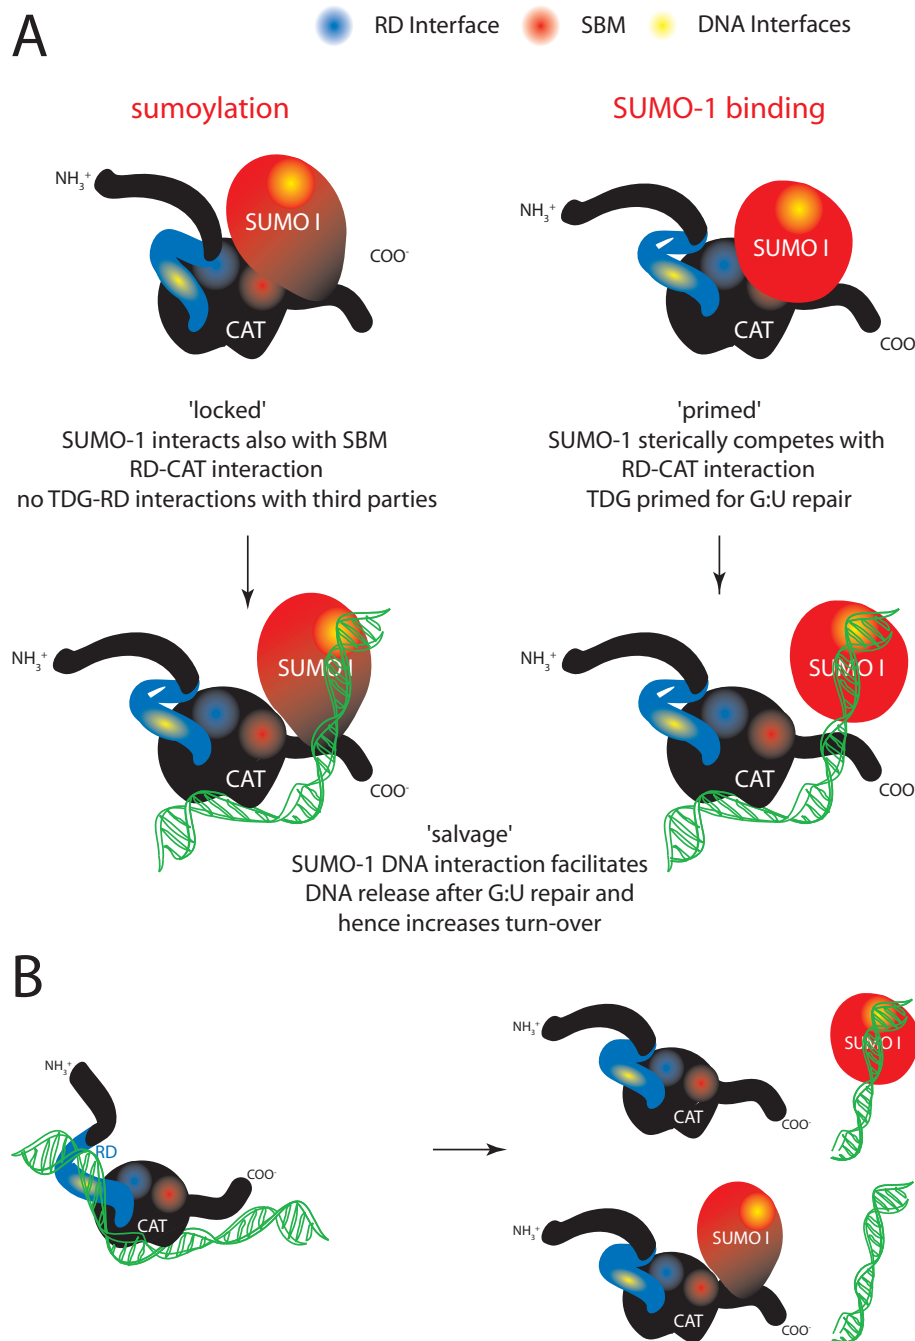 A
RD Interface SBM DNA Interfaces
sumoylation
SUMO-1 binding
NH3+
SUMO I
COO-
CAT
NH3+
SUMO I
CAT
COO
'locked'
SUMO-1 interacts also with SBM
RD-CAT interaction
no TDG-RD interactions with third parties
'primed'
SUMO-1 sterically competes with
RD-CAT interaction
TDG primed for G:U repair
NH3+
SUMO I
CAT
COO-
NH3+
SUMO I
CAT
COO
'salvage'
SUMO-1 DNA interaction facilitates
DNA release after G:U repair and
hence increases turn-over
B
NH3+
RD
COO-
CAT
NH3+
SUMO I
CAT
COO-
NH3+
SUMO I
CAT
COO-